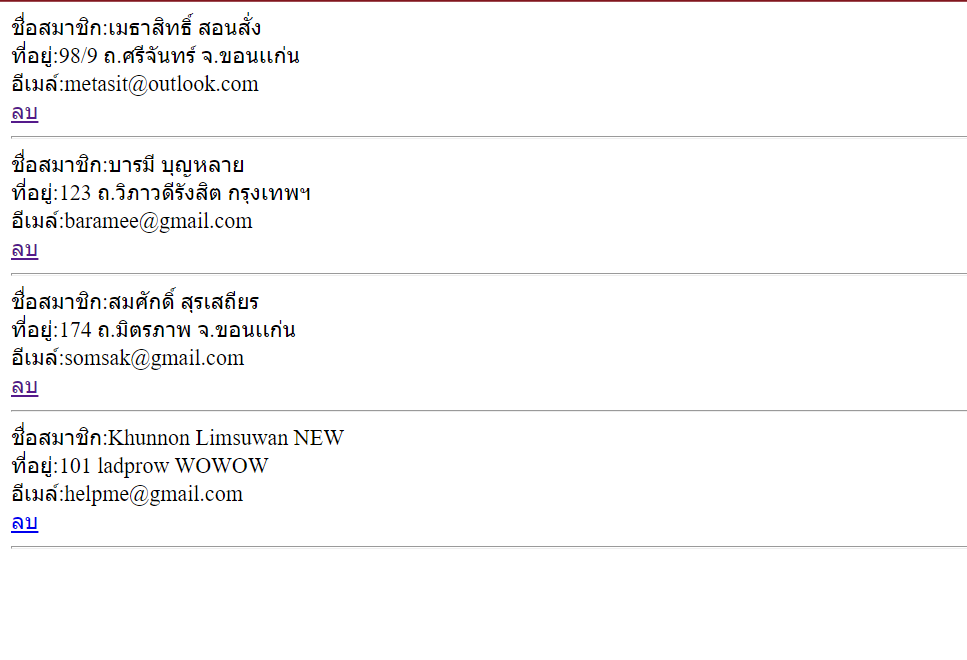 ชื่อสมาชิก:เมธาสิทธิ์ สอนสั่ง
ที่อยู่:98/9 ถ.ศรีจันทร์ จ.ขอนแก่น
อีเมล์:metasit@outlook.com
ลบ
ชื่อสมาชิก:บารมี บุญหลาย
ที่อยู่:123 ถ.วิภาวดีรังสิต กรุงเทพฯ
อีเมล์:baramee@gmail.com
ลบ
ชื่อสมาชิก:สมศักดิ์ สุรเสถียร
ที่อยู่:174 ถ.มิตรภาพ จ.ขอนแก่น
อีเมล์:somsak@gmail.com
ลบ
ชื่อสมาชิก:Khunnon Limsuwan NEW
ที่อยู่:101 ladprow WOWOW
อีเมล์:helpme@gmail.com
ลบ